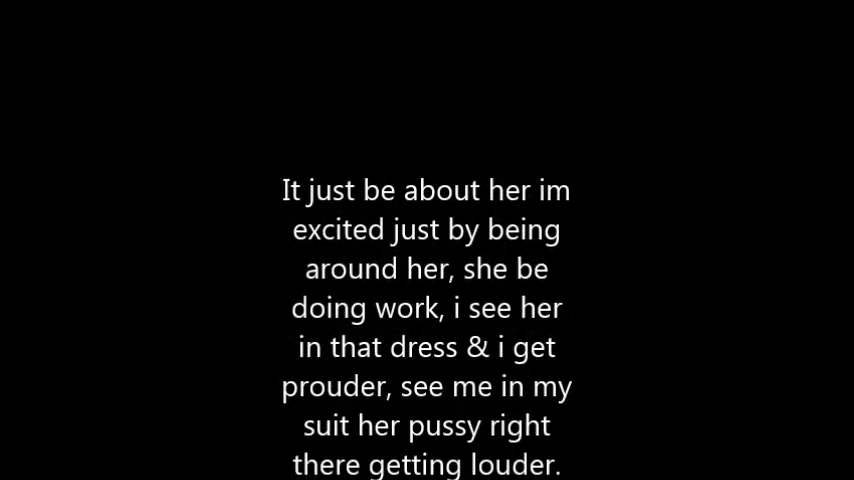 It just be about her im
excited just by being
around her, she be
doing work, i see her
in that dress & i get
prouder, see me in my
suit her pussy right
there getting louder.